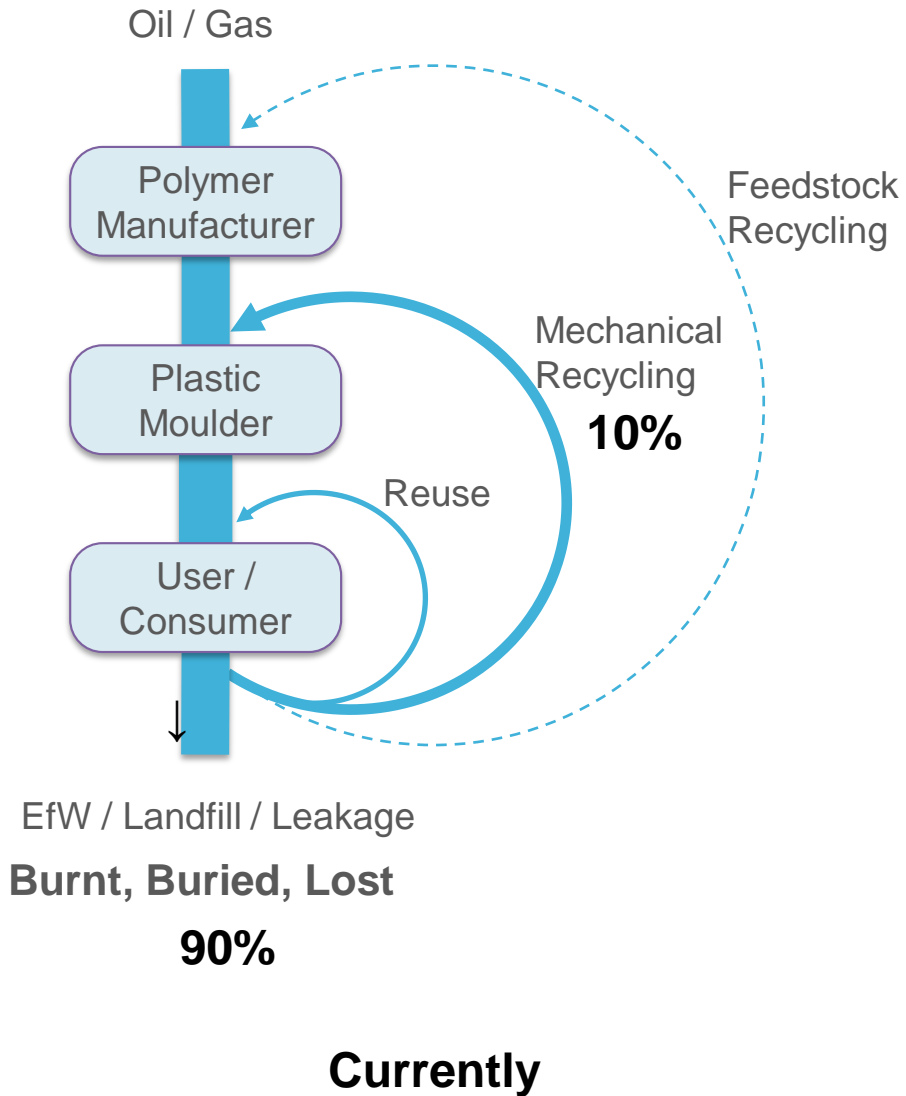 Oil / Gas
Polymer
Manufacturer
Feedstock
Recycling
Mechanical
Recycling
10%
Plastic
Moulder
Reuse
User /
Consumer
↓
EfW / Landfill / Leakage
Burnt, Buried, Lost
90%
Currently